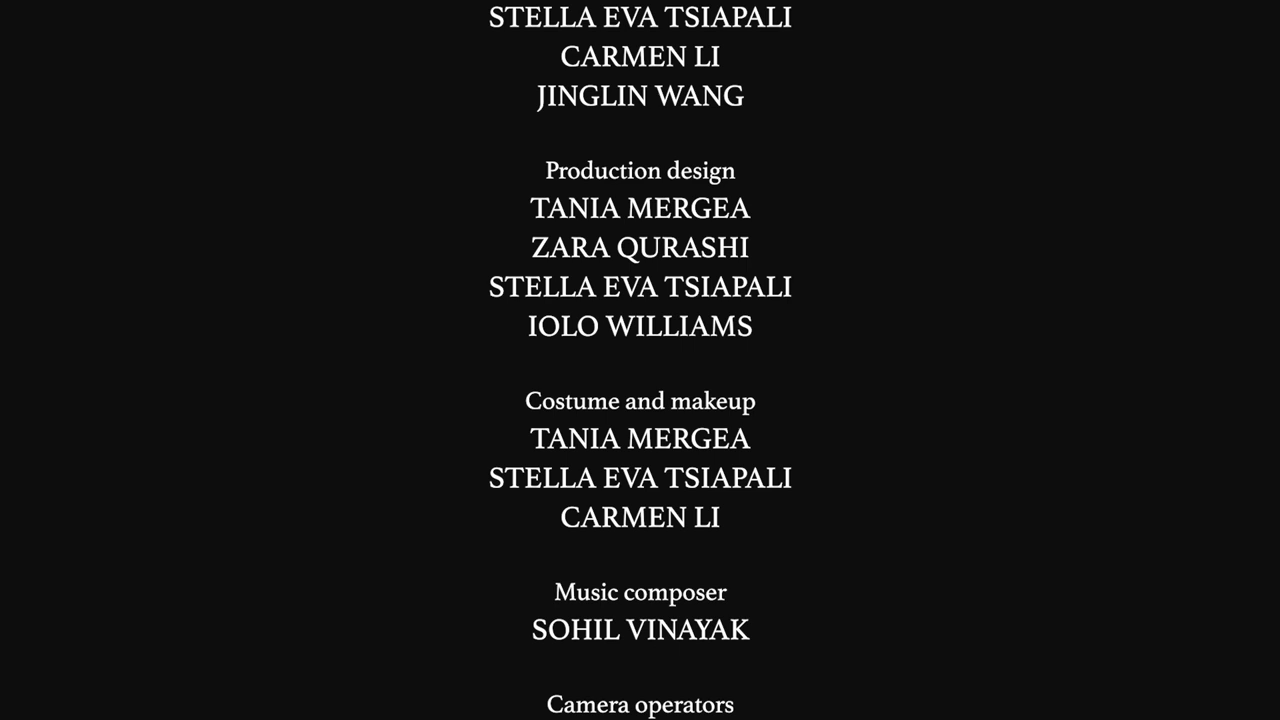 STELLA EVA TSIAPALI
CARMEN LI
JINGLIN WANG
Production design
TANIA MERGEA
ZARA QURASHI
STELLA EVA TSIAPALI
IOLO WILLIAMS
Costume and makeup
TANIA MERGEA
STELLA EVA TSIAPALI
CARMEN LI
Music composer
SOHIL VINAYAK
Camera operators